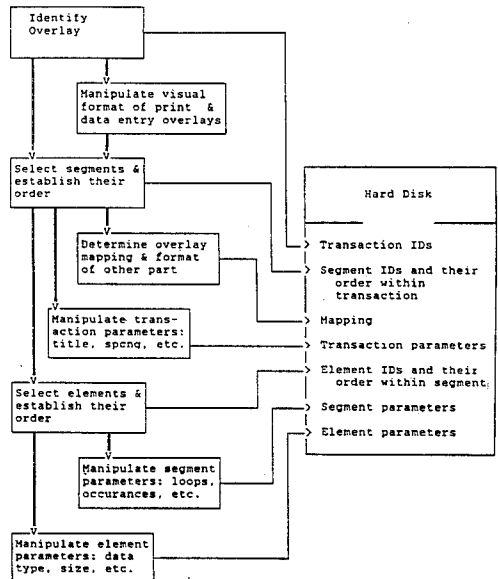 Identify
Overlay
Manipulate visual
format of print &
data entry overlays
Select segments &
establish their
order
Determine overlay
mapping & format
of other part
Manipulate trans-
action parameters:
title, spcng, etc.
Select elements &
establish their
order
Manipulate segment
parameters: loops,
occurances, etc.
Manipulate element
parameters: data
type, size, etc.
Hard Disk
Transaction IDs
Segment IDs and their
order within
transaction
Mapping
Transaction parameters
Element IDs and their
order within segment
Segment parameters
Element parameters